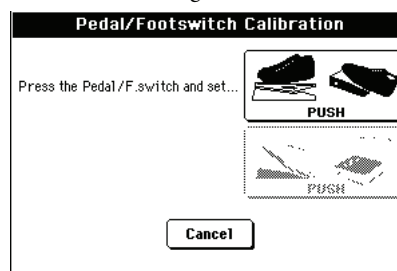 Pedal/Footswitch Calibration
Press the Pedal/F.switch and set...
PUSH
PUSH
Cancel